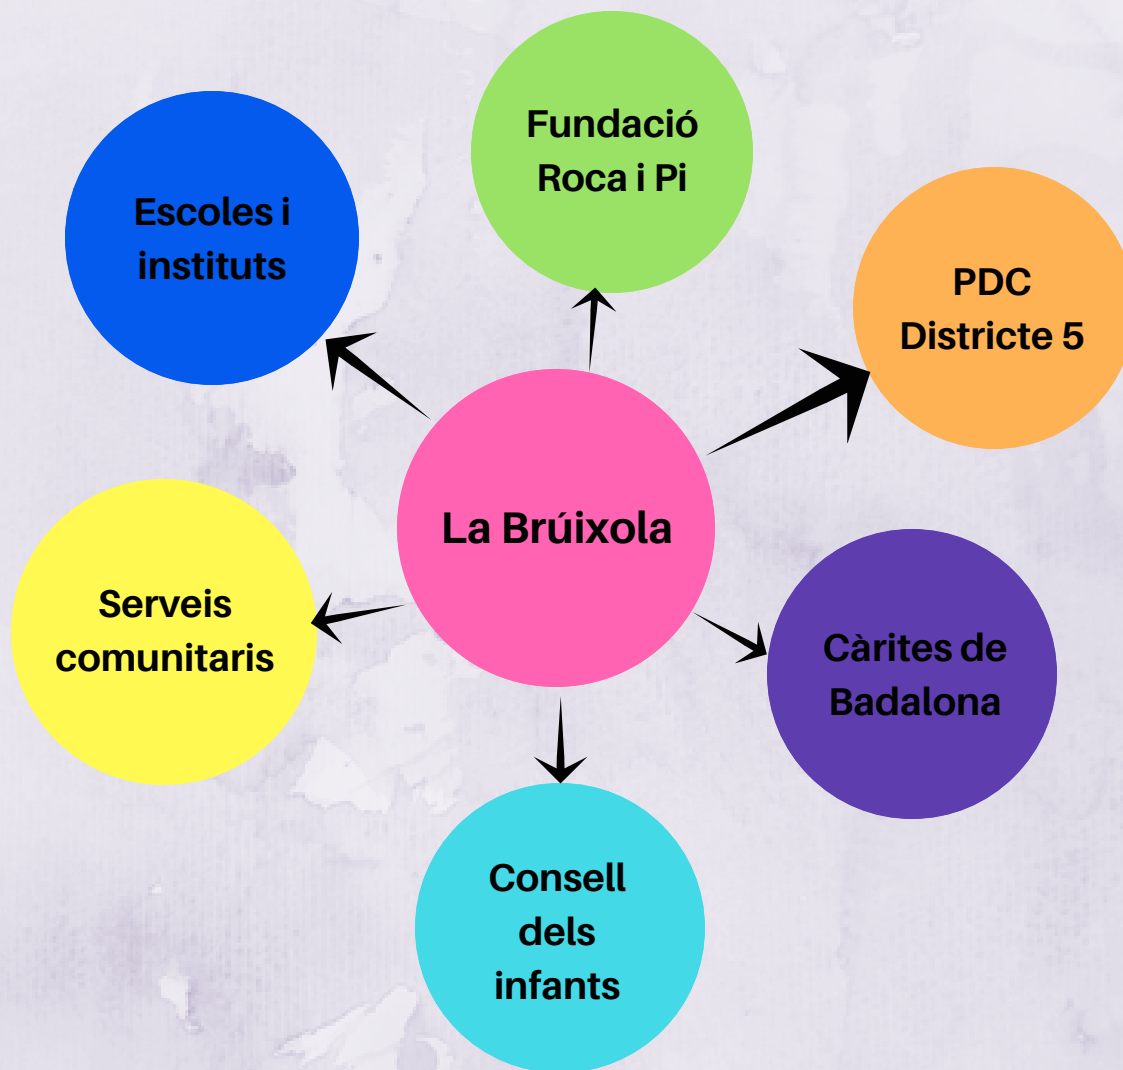 Fundació
Roca i Pi
Escoles i
instituts
PDC
Districte 5
La Brúixola
Serveis
comunitaris
Càrites de
Badalona
Consell
dels
infants